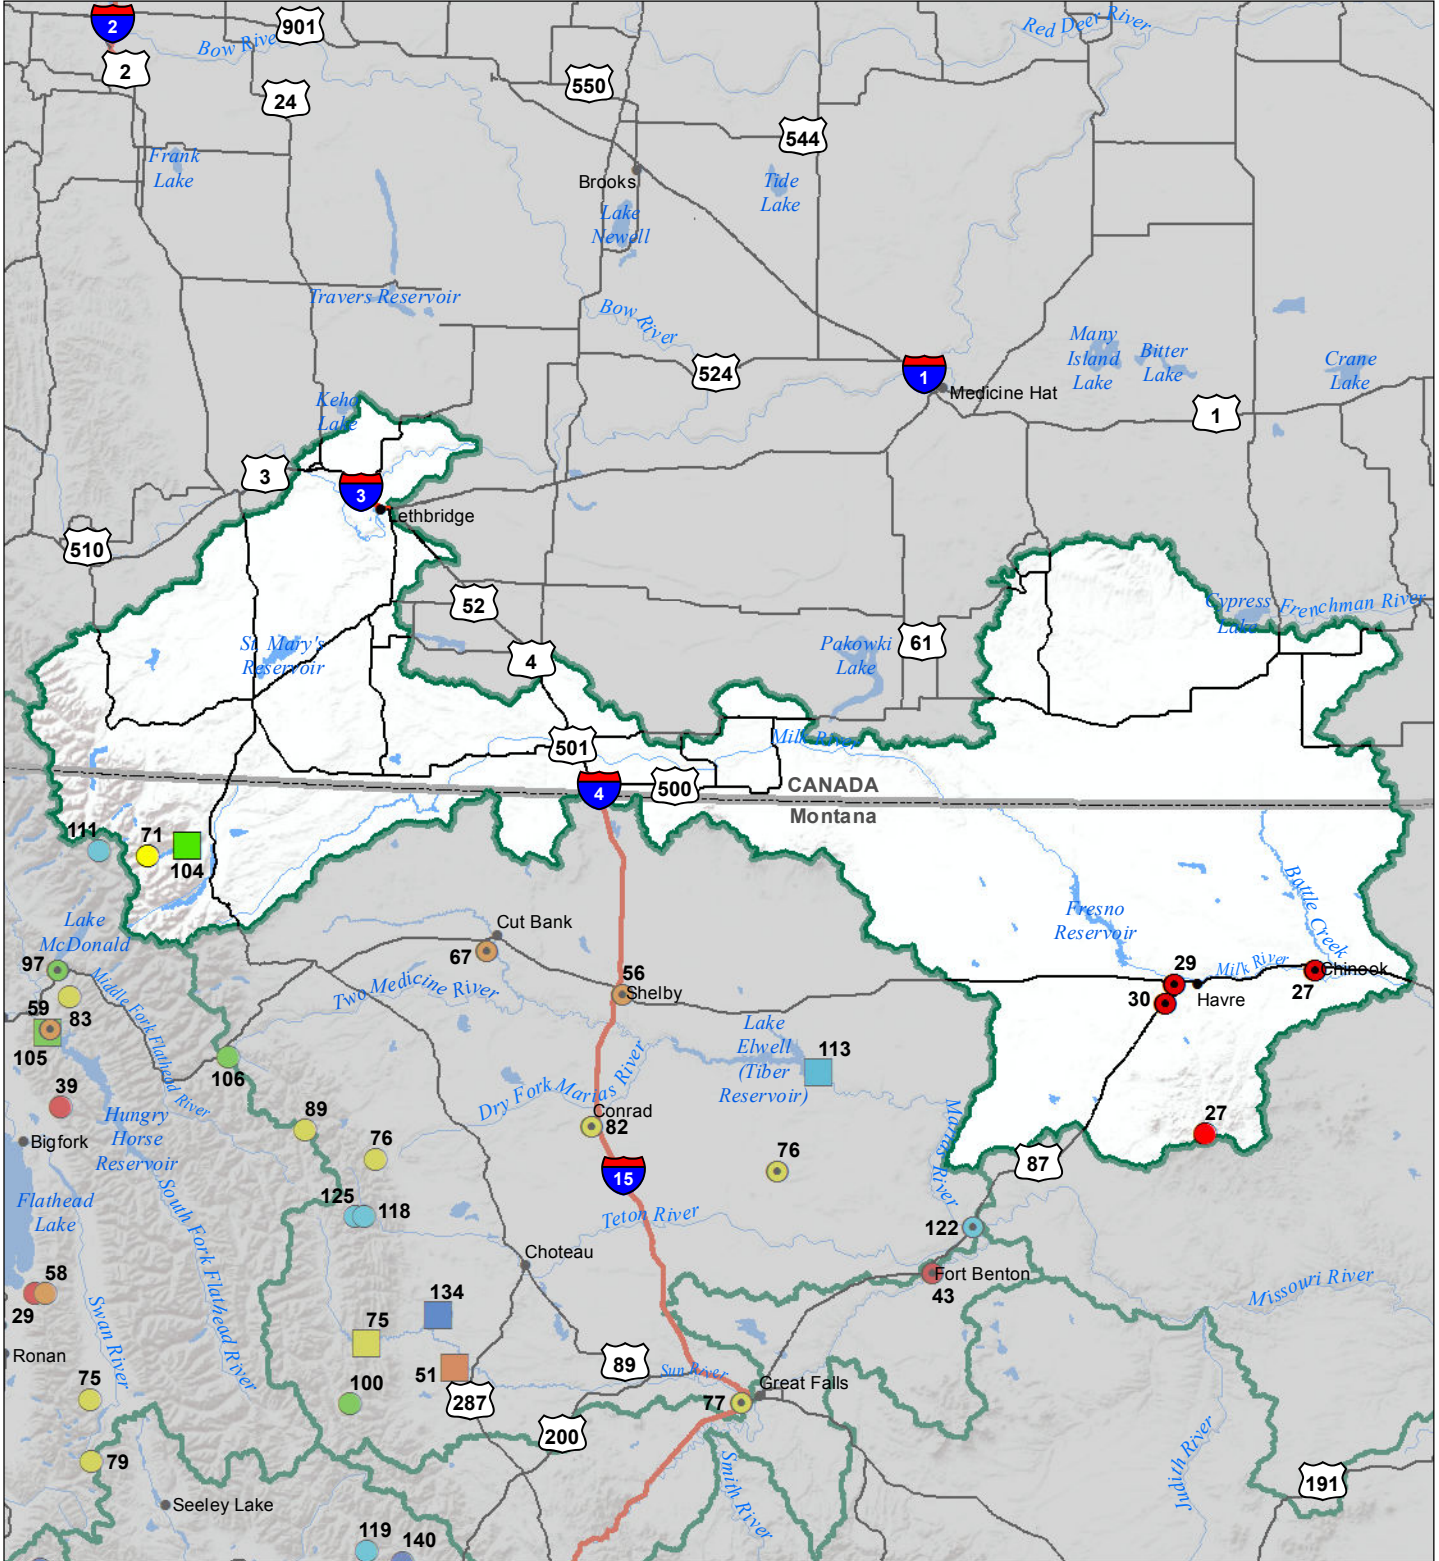 2
901
Bow Rive
Red Deer River
2
24
550
544
Frank
Lake
Brooks
Tide
Lake
Lake
Newell
Travers Reservoir
Bow River
Many
Island
Lake
Bitter
Lake
Crane
Lake
524
1
Medicine Hat
1
Keho
Lake
3
3
Lethbridge
510
52
Cypress
Lake
Frenchman River
St. Mary's
Reservoir
4
Pakowki
Lake
61
501
Milk River
4
500
CANADA
Montana
111
71
104
Battle Creek
Lake
McDonald
Cut Bank
67
Fresno
Reservoir
97
Middle Fork Flathead River
Two Medicine River
56
Shelby
29
Milk River
Chinook
27
30
Havre
59
83
105
Lake
Elwell
(Tiber
Reservoir)
113
106
39
Hungry
Horse
Reservoir
Dry Fork Marias River
Conrad
82
89
76
76
Marias River
27
Bigfork
15
87
Flathead
Lake
South Fork Flathead River
125
118
Teton River
122
Choteau
Fort Benton
43
58
29
Swan River
134
75
Missouri River
Ronan
51
89
Sun River
287
Great Falls
75
100
77
200
79
Smith River
Judith River
191
Seeley Lake
119
140